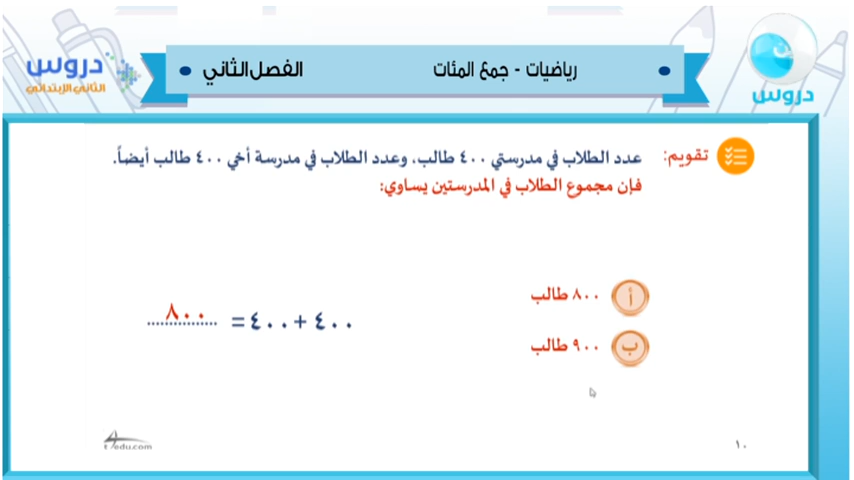 دروس
الثاني الإبتدائي
رياضيات - جمع المئات
الفصل الثاني
دروس
تقويم:
عدد الطلاب في مدرستي ٤٠٠ طالب، وعدد الطلاب في مدرسة أخي ٤٠٠ طالب أيضاً.
فإن مجموع الطلاب في المدرستين يساوي:
أ ٨٠٠ طالب
ب ٩٠٠ طالب
٤٠٠ + ٤٠٠ = ٨٠٠
١٠
t4edu.com